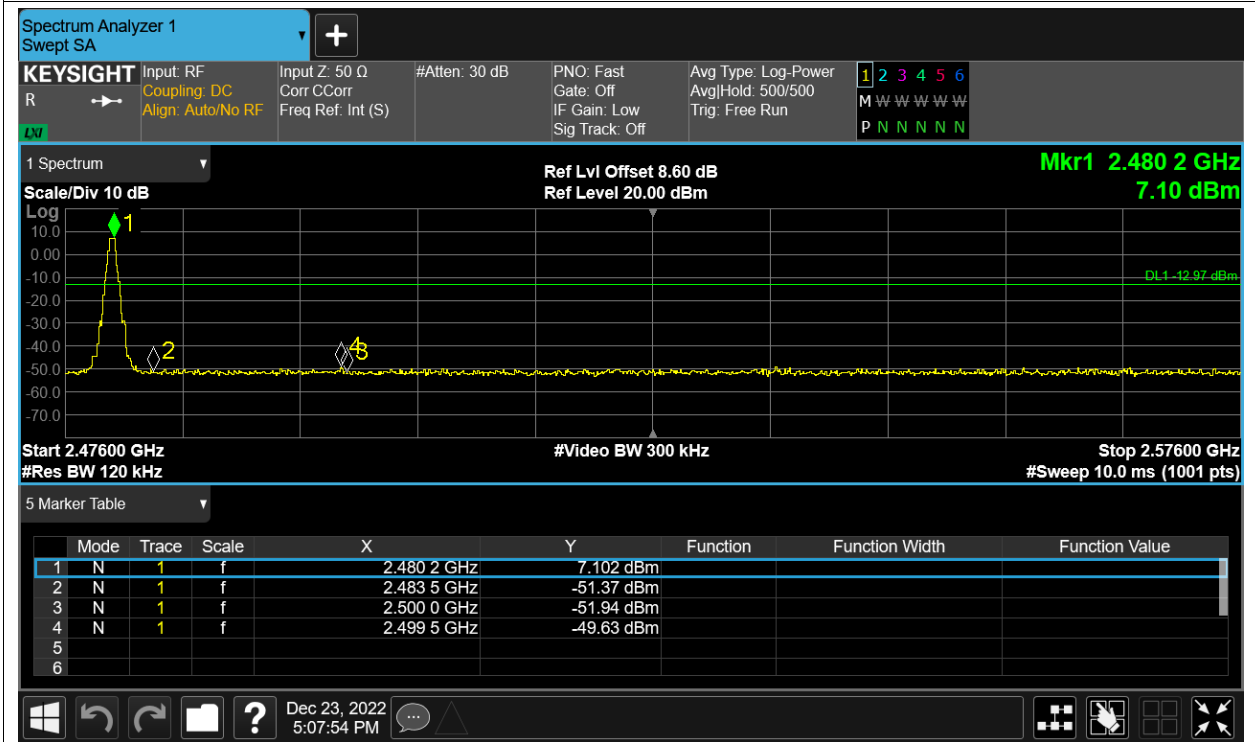 Spectrum Analyzer 1
Swept SA
KEYSIGHT
R
LXI
Input: RF
Coupling: DC
Align: Auto/No RF
Input Z: 50 Ω
Corr CCorr
Freq Ref: Int (S)
#Atten: 30 dB
PNO: Fast
Gate: Off
IF Gain: Low
Sig Track: Off
Avg Type: Log-Power
Avg|Hold: 500/500
Trig: Free Run
1 2 3 4 5 6
M W W W W W
P N N N N N
1 Spectrum
Scale/Div 10 dB
Ref Lvl Offset 8.60 dB
Ref Level 20.00 dBm
Mkr1 2.480 2 GHz
7.10 dBm
Log
10.0
0.00
-10.0
-20.0
-30.0
-40.0
-50.0
-60.0
-70.0
1
2
4
3
DL1 -12.97 dBm
Start 2.47600 GHz
#Video BW 300 kHz
Stop 2.57600 GHz
#Res BW 120 kHz
#Sweep 10.0 ms (1001 pts)
5 Marker Table
Mode Trace Scale X Y Function Function Width Function Value
1 N 1 f 2.480 2 GHz 7.102 dBm
2 N 1 f 2.483 5 GHz -51.37 dBm
3 N 1 f 2.500 0 GHz -51.94 dBm
4 N 1 f 2.499 5 GHz -49.63 dBm
5
6
?
Dec 23, 2022
5:07:54 PM